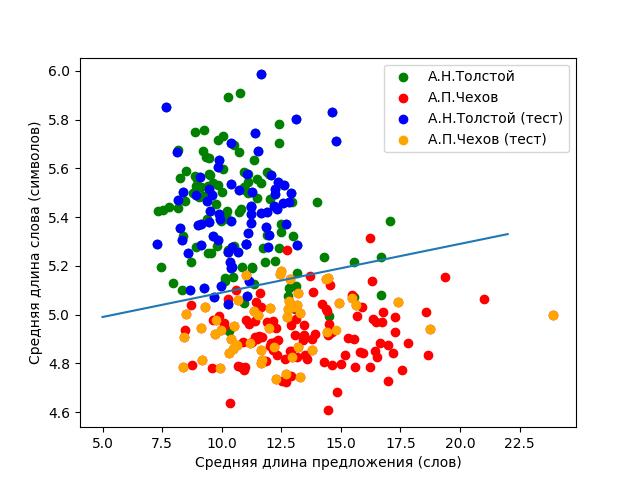 А.Н.Толстой
А.П.Чехов
А.Н.Толстой (тест)
А.П.Чехов (тест)
Средняя длина слова (символов)
6.0
5.8
5.6
5.4
5.2
5.0
4.8
4.6
5.0 7.5 10.0 12.5 15.0 17.5 20.0 22.5
Средняя длина предложения (слов)